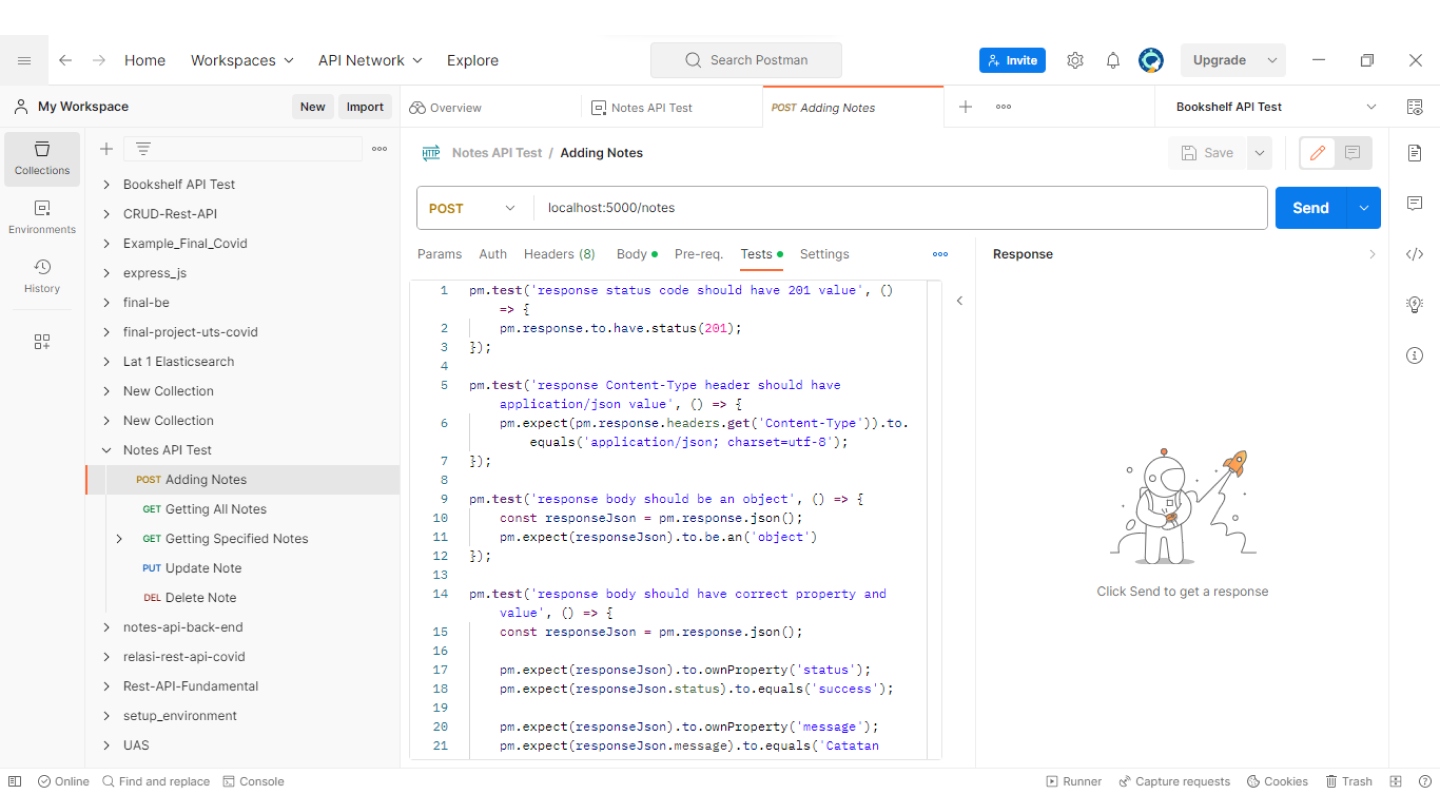 Home Workspaces API Network Explore Search Postman Invite Upgrade
My Workspace New Import Overview Notes API Test POST Adding Notes Bookshelf API Test
Collections
Environments
History
Bookshelf API Test
CRUD-Rest-API
Example_Final_Covid
express_js
final-be
final-project-uts-covid
Lat 1 Elasticsearch
New Collection
New Collection
Notes API Test
POST Adding Notes
GET Getting All Notes
GET Getting Specified Notes
PUT Update Note
DEL Delete Note
notes-api-back-end
relasi-rest-api-covid
Rest-API-Fundamental
setup_environment
UAS
HTTP Notes API Test / Adding Notes Save
POST localhost:5000/notes Send
Params Auth Headers (8) Body Pre-req. Tests Settings
1 pm.test('response status code should have 201 value', ()
=> {
2 pm.response.to.have.status(201);
3 });
4
5 pm.test('response Content-Type header should have
application/json value', () => {
6 pm.expect(pm.response.headers.get('Content-Type')).to.
equals('application/json; charset=utf-8');
7 });
8
9 pm.test('response body should be an object', () => {
10 const responseJson = pm.response.json();
11 pm.expect(responseJson).to.be.an('object')
12 });
13
14 pm.test('response body should have correct property and
value', () => {
15 const responseJson = pm.response.json();
16
17 pm.expect(responseJson).to.ownProperty('status');
18 pm.expect(responseJson.status).to.equals('success');
19
20 pm.expect(responseJson).to.ownProperty('message');
21 pm.expect(responseJson.message).to.equals('Catatan
Response
Click Send to get a response
Online Find and replace Console Runner Capture requests Cookies Trash